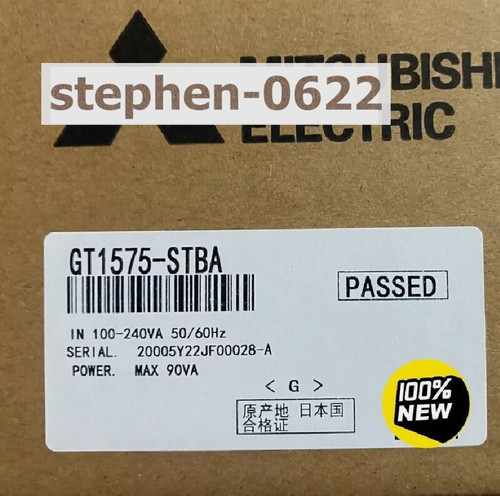 stephen-0622
MITSUBISHI
ELECTRIC
GT1575-STBA
PASSED
IN 100-240VA 50/60Hz
SERIAL. 20005Y22JF00028-A
POWER. MAX 90VA
< G >
原产地 日本国
合格证
100%
NEW